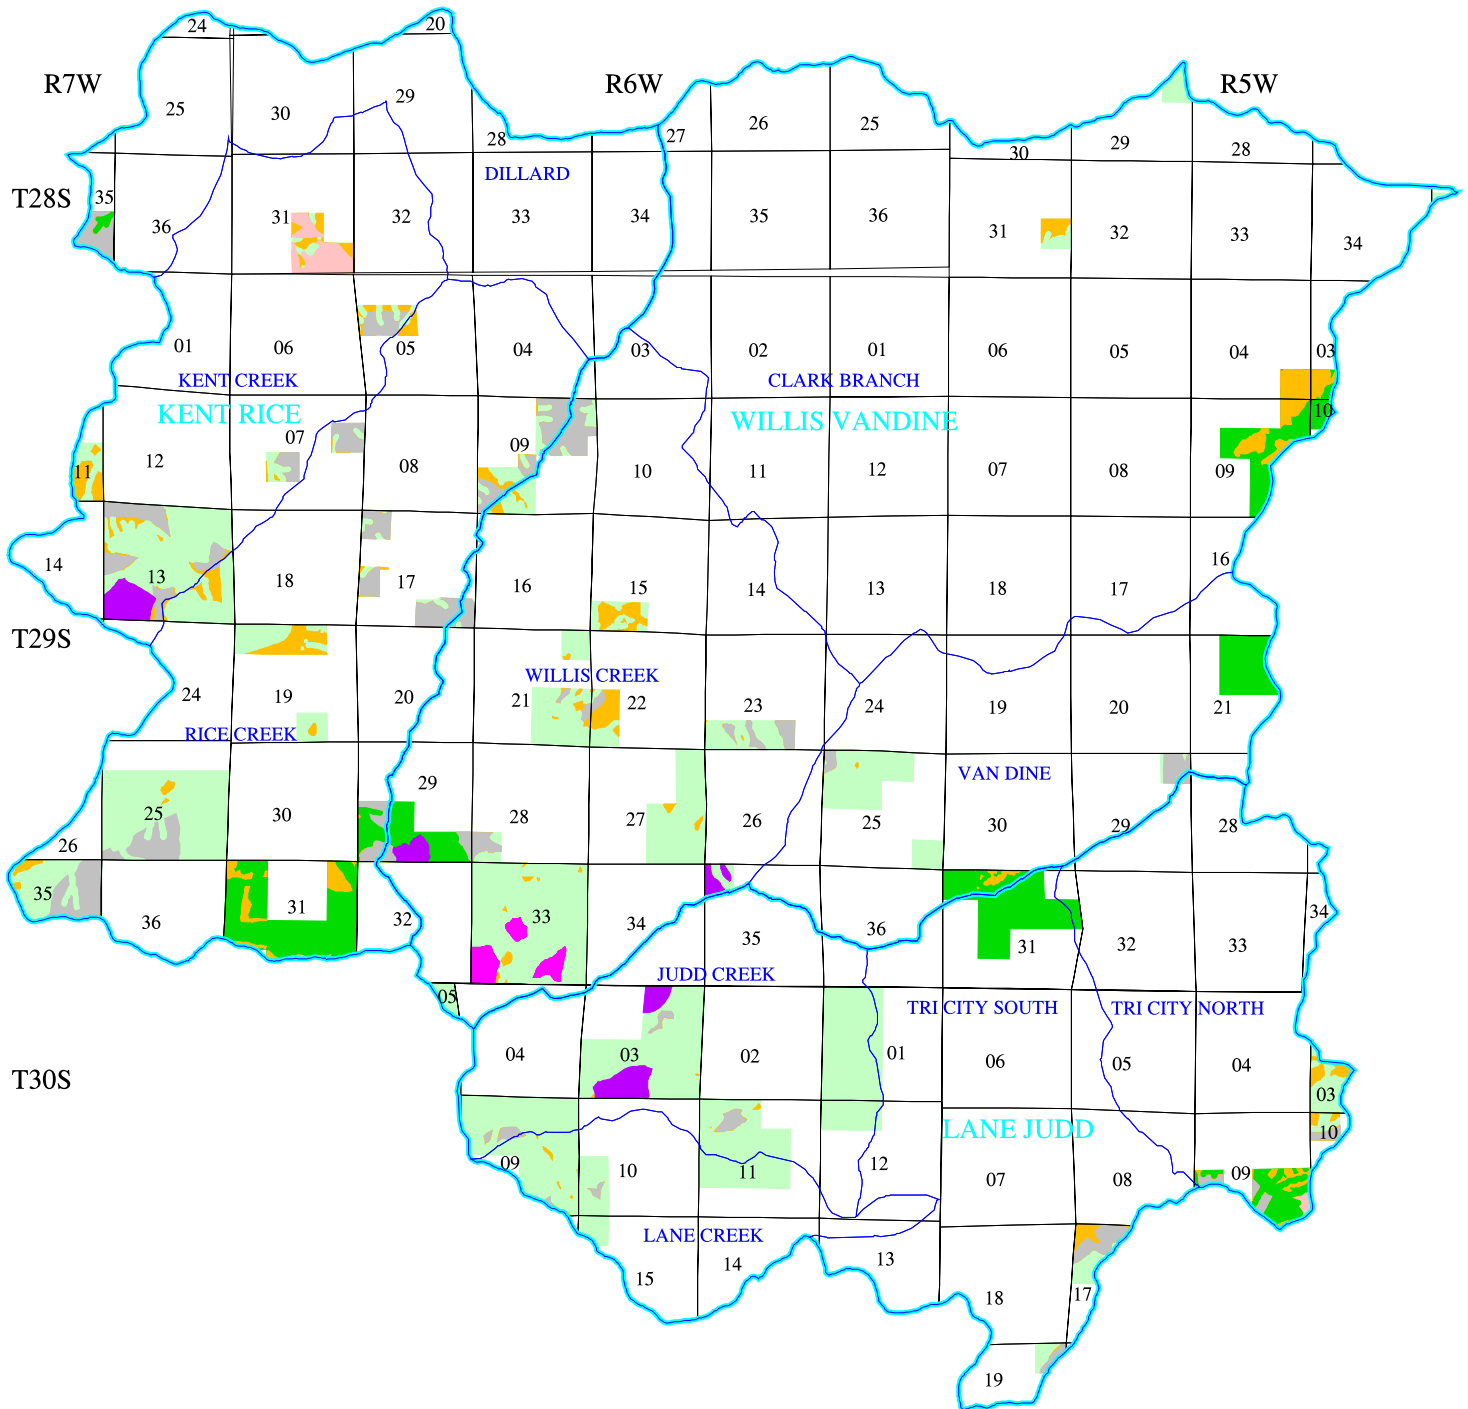 24 20
R7W R6W R5W
25 30 29 28 27 26 25 30 29 28
DILLARD
T28S 35 36 31 32 33 34 35 36 31 32 33 34
01 06 05 04 03 02 01 06 05 04 03
KENT CREEK CLARK BRANCH
KENT RICE WILLIS VANDINE
10
11 12 07 08 09 10 11 12 07 08 09
14 13 18 17 16 15 14 13 18 17 16
T29S
WILLIS CREEK
24 19 20 21 22 23 24 19 20 21
RICE CREEK
VAN DINE
26 25 30 29 28 27 26 25 30 29 28
35 36 31 32 33 34 35 36 31 32 33 34
JUDD CREEK
05 TRI CITY SOUTH TRI CITY NORTH
T30S 04 03 02 01 06 05 04 03
LANE JUDD
10
09 10 11 12 07 08 09
LANE CREEK
15 14 13 18 17
19